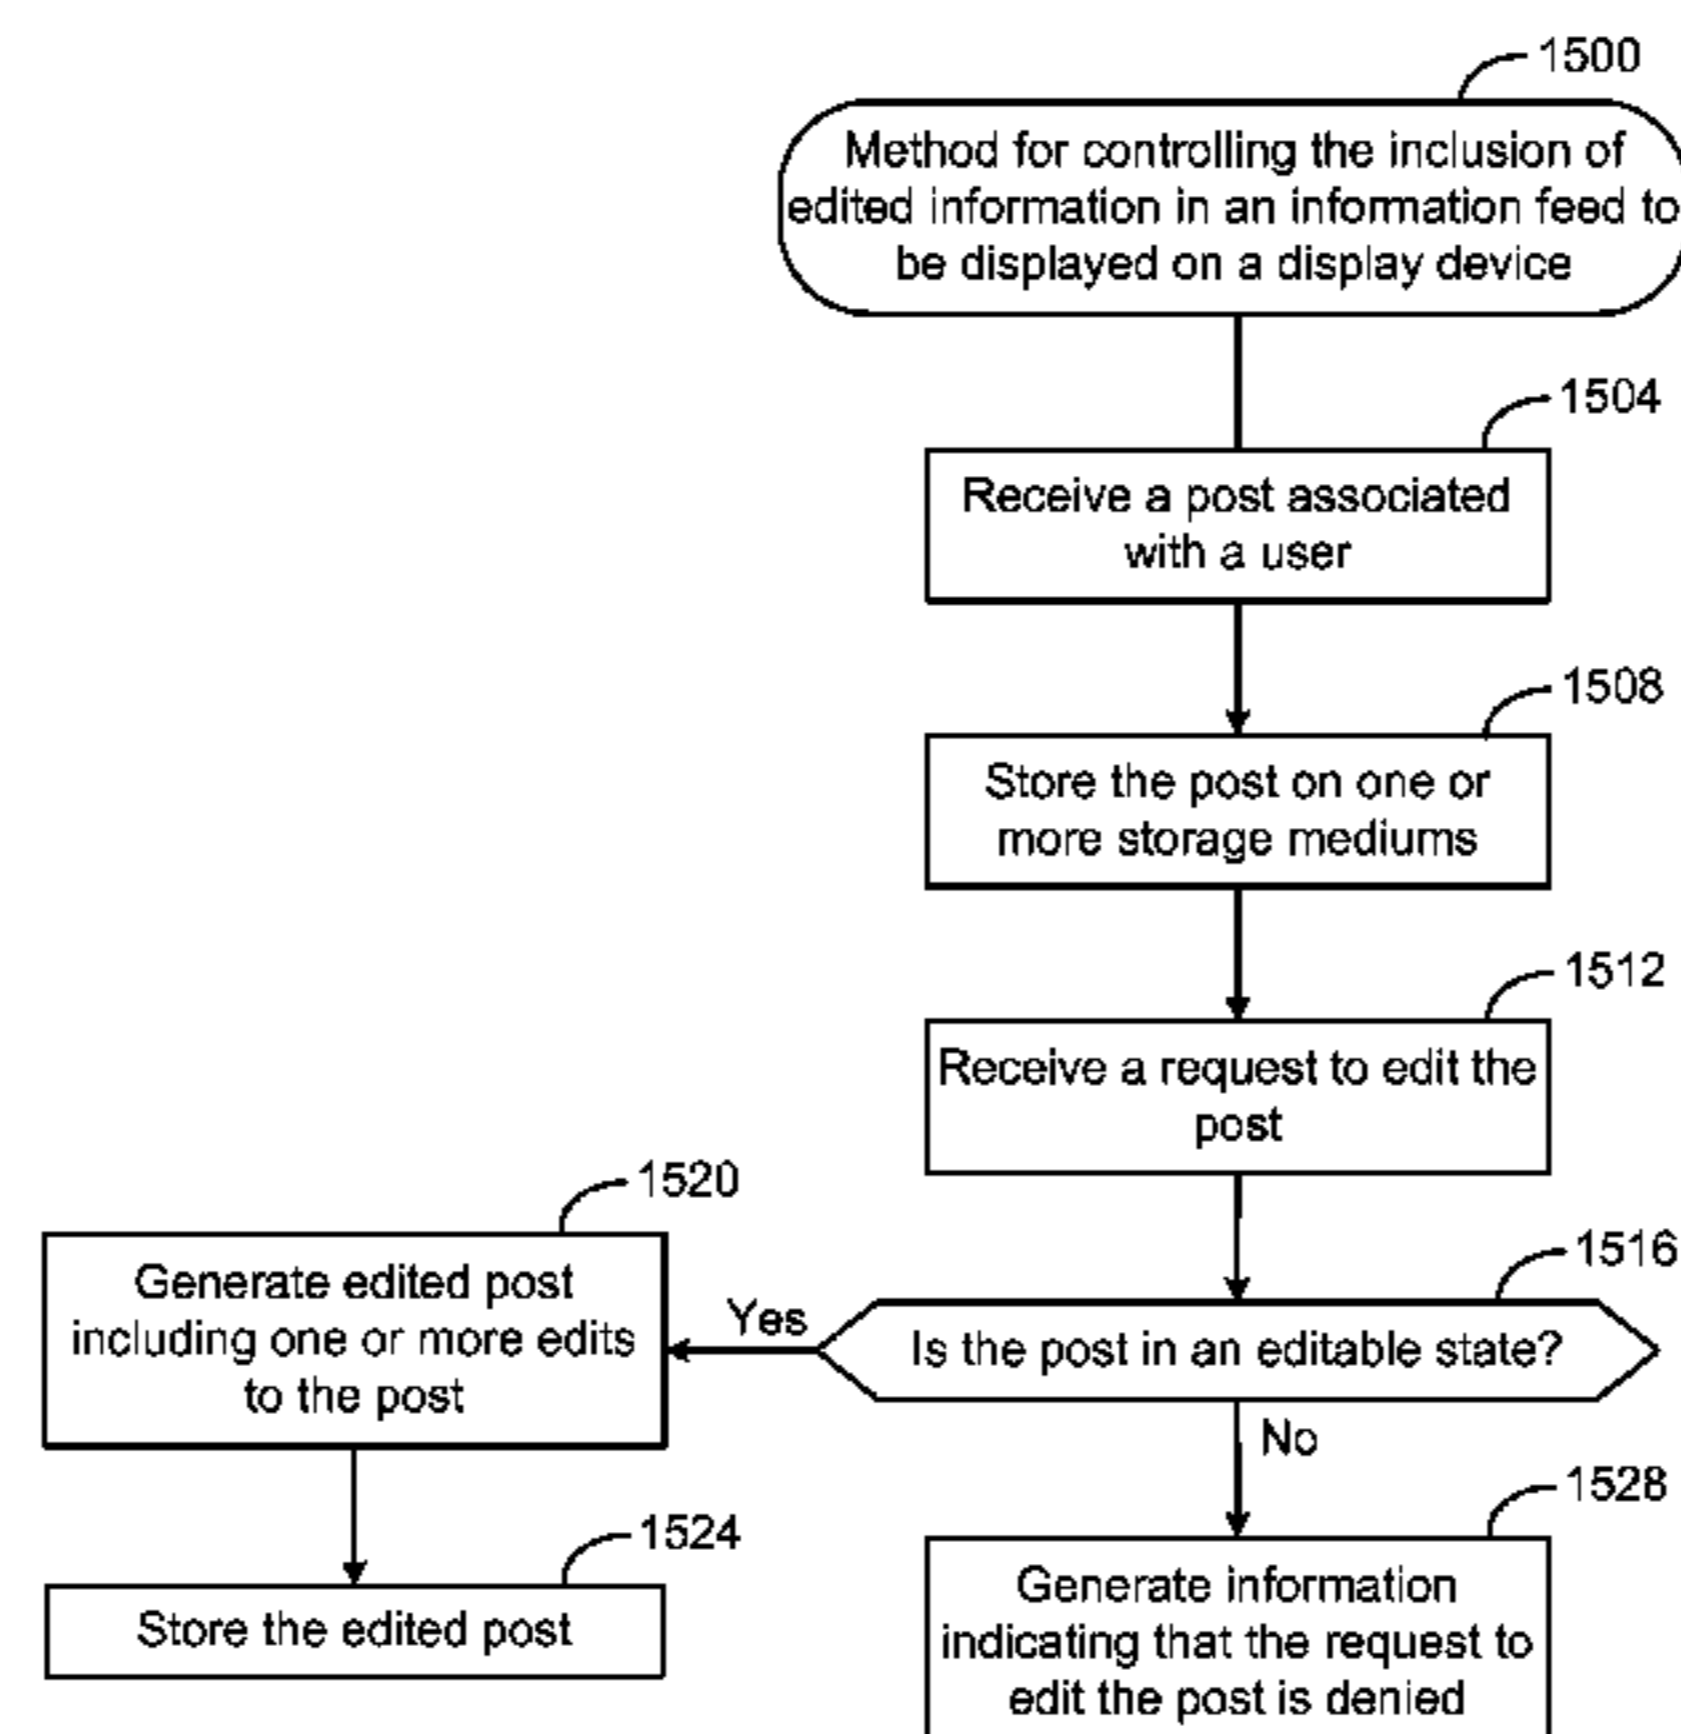 1500
Method for controlling the inclusion of
edited information in an information feed to
be displayed on a display device
1504
Receive a post associated
with a user
1508
Store the post on one or
more storage mediums
1512
Receive a request to edit the
post
1516
Is the post in an editable state?
Yes
1520
Generate edited post
including one or more edits
to the post
1524
Store the edited post
No
1528
Generate information
indicating that the request to
edit the post is denied